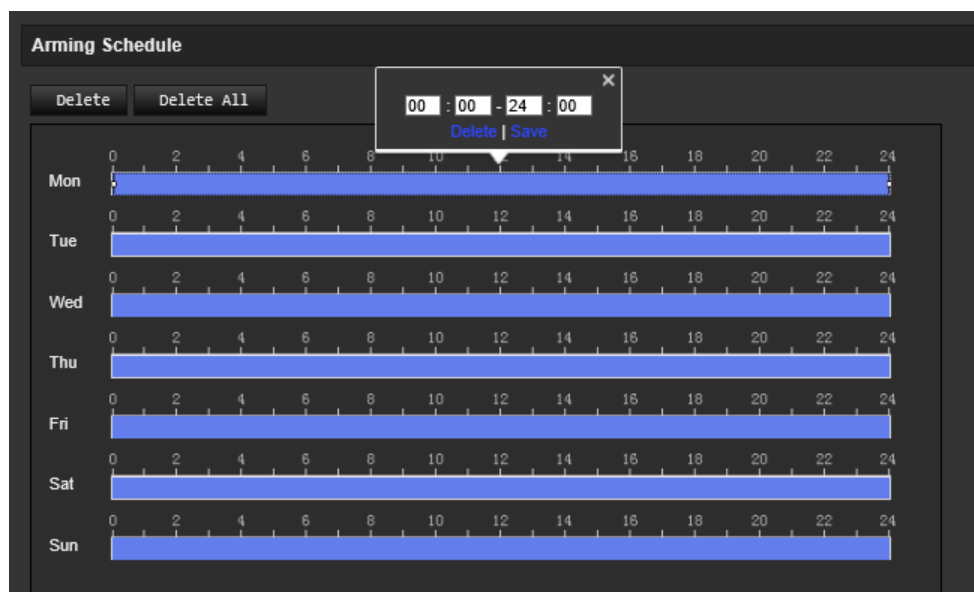 Arming Schedule
Delete Delete All
00 : 00 - 24 : 00
Delete | Save
0 2 4 6 8 10 12 14 16 18 20 22 24
Mon
0 2 4 6 8 10 12 14 16 18 20 22 24
Tue
0 2 4 6 8 10 12 14 16 18 20 22 24
Wed
0 2 4 6 8 10 12 14 16 18 20 22 24
Thu
0 2 4 6 8 10 12 14 16 18 20 22 24
Fri
0 2 4 6 8 10 12 14 16 18 20 22 24
Sat
0 2 4 6 8 10 12 14 16 18 20 22 24
Sun